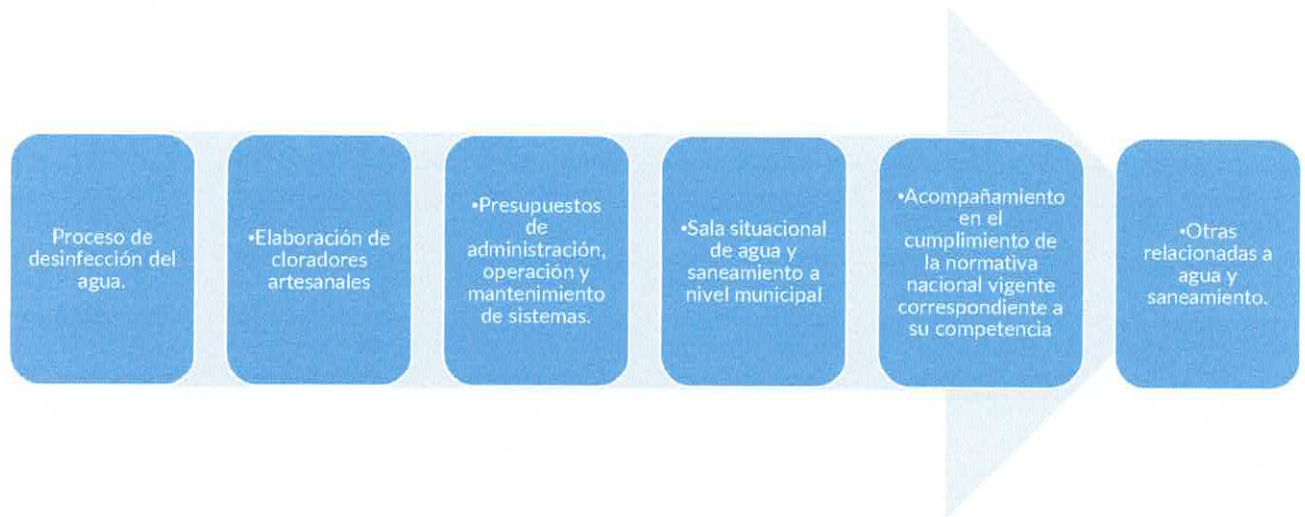 Proceso de
desinfección del
agua.
•Elaboración de
cloradores
artesanales
•Presupuestos
de
administración,
operación y
mantenimiento
de sistemas.
•Sala situacional
de agua y
saneamiento a
nivel municipal
•Acompañamiento
en el
cumplimiento de
la normativa
nacional vigente
correspondiente a
su competencia
•Otras
relacionadas a
agua y
saneamiento.